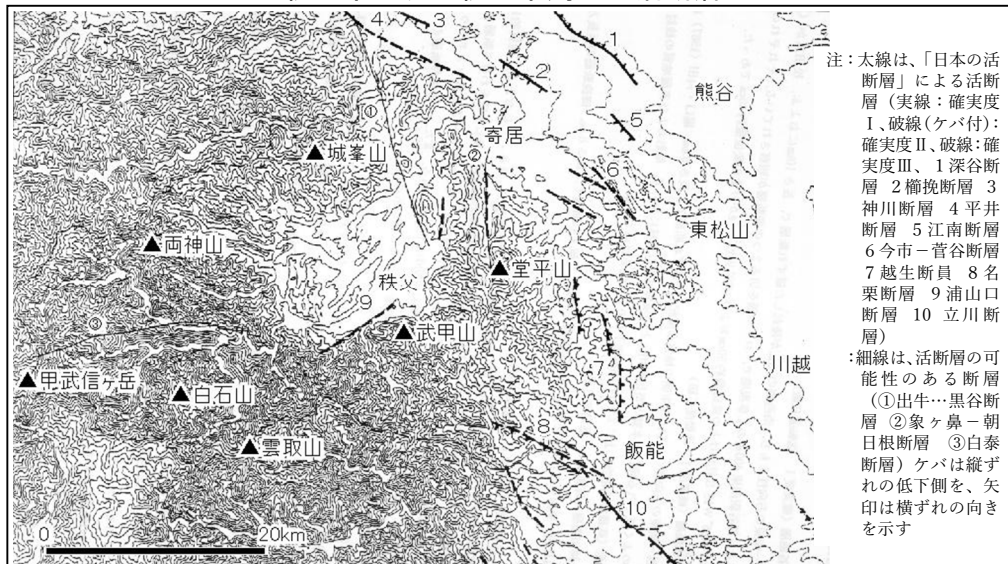 4
3
1
熊谷
2
①
寄居
5
城峯山
②
6
東松山
両神山
堂平山
秩父
9
③
武甲山
7
川越
甲武信ヶ岳
白石山
8
飯能
雲取山
10
0 20km
注：太線は、「日本の活
断層」による活断
層（実線：確実度
Ⅰ、破線(ケバ付)：
確実度Ⅱ、破線：確
実度Ⅲ、１深谷断
層 ２櫛挽断層 ３
神川断層 ４平井
断層 ５江南断層
６今市－菅谷断層
７越生断員 ８名
栗断層 ９浦山口
断層 10 立川断
層）
：細線は、活断層の可
能性のある断層
（①出牛…黒谷断
層 ②象ヶ鼻－朝
日根断層 ③白泰
断層）ケバは縦ず
れの低下側を、矢
印は横ずれの向き
を示す